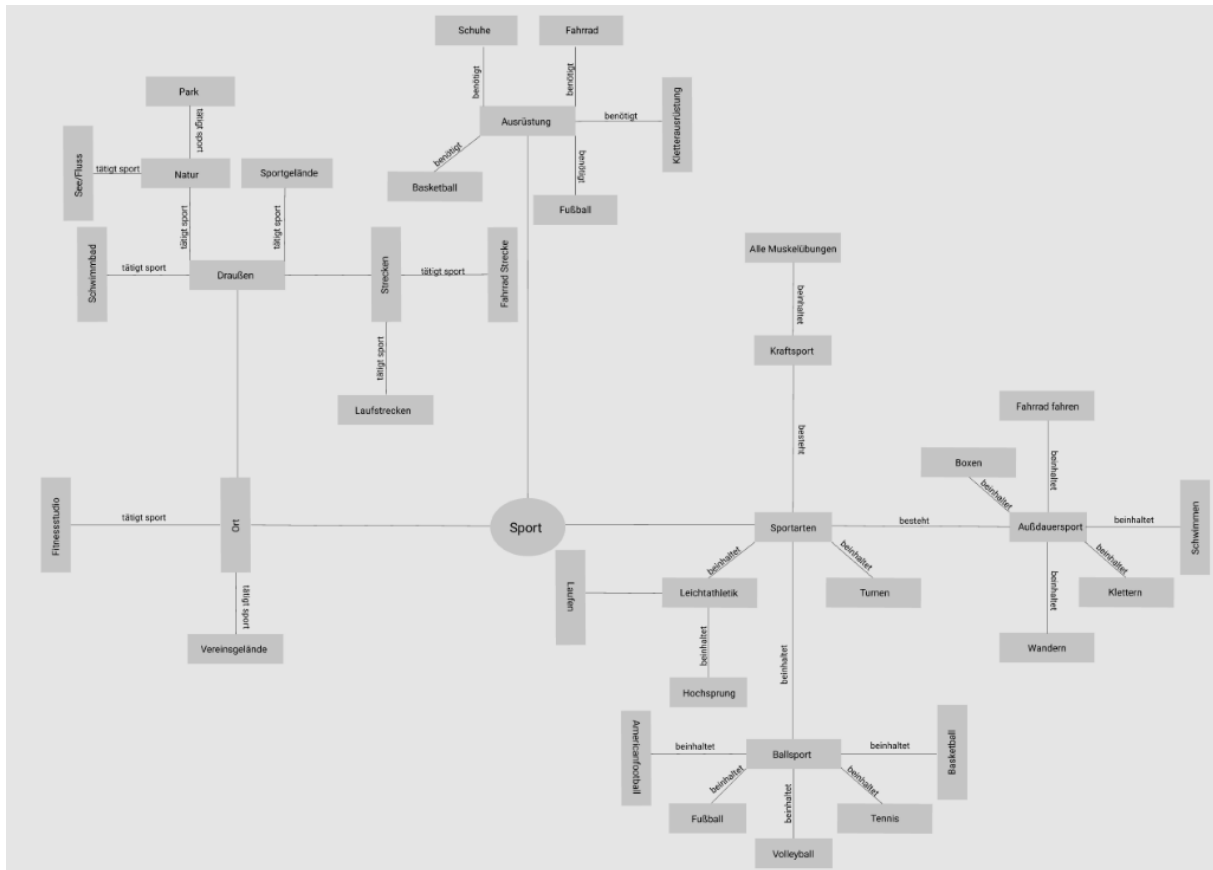 Schuhe
Fahrrad
benötigt
benötigt
Ausrüstung
benötigt
Kletterausrüstung
benötigt
Basketball
benötigt
Fußball
Park
tätigt sport
See/Fluss
tätigt sport
Natur
Sportgelände
tätigt sport
tätigt sport
Schwimmbad
tätigt sport
Draußen
Strecken
tätigt sport
Fahrrad Strecke
tätigt sport
Laufstrecken
Fitnessstudio
tätigt sport
Ort
tätigt sport
Vereinsgelände
Sport
Alle Muskelübungen
beinhaltet
Kraftsport
besteht
Sportarten
besteht
Außdauersport
Fahrrad fahren
beinhaltet
Boxen
beinhaltet
beinhaltet
Schwimmen
beinhaltet
Klettern
beinhaltet
Wandern
beinhaltet
Turnen
beinhaltet
Leichtathletik
Laufen
beinhaltet
Hochsprung
beinhaltet
Ballsport
beinhaltet
Americanfootball
beinhaltet
Fußball
beinhaltet
Volleyball
beinhaltet
Tennis
beinhaltet
Basketball